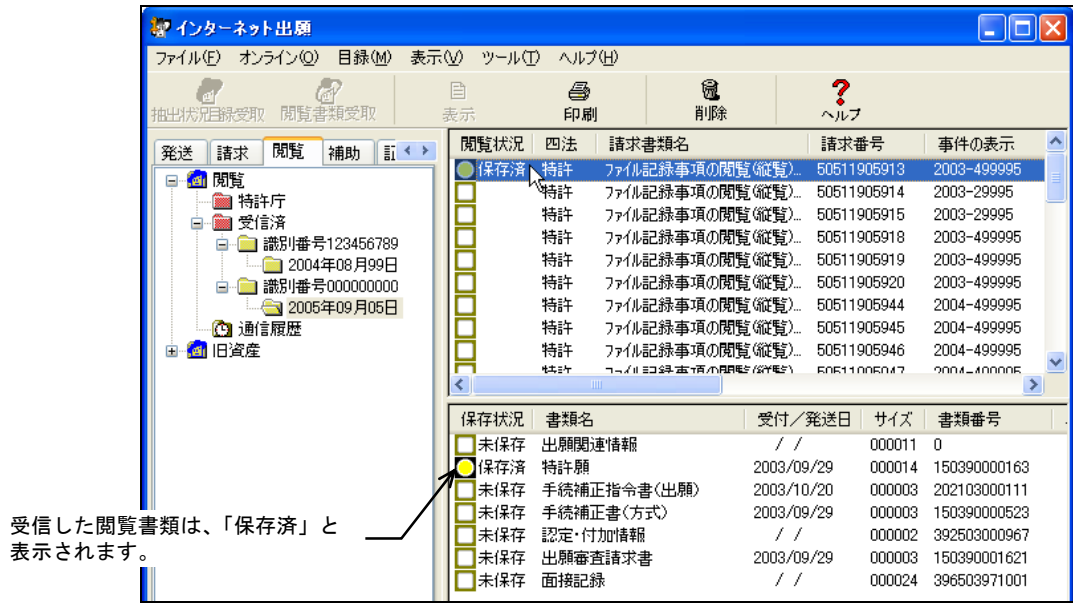 インターネット出願
ファイル(F) オンライン(O) 目録(M) 表示(V) ツール(T) ヘルプ(H)
抽出状況目録受取 閲覧書類受取 表示 印刷 削除 ヘルプ
発送 請求 閲覧 補助
閲覧
特許庁
受信済
識別番号123456789
2004年08月99日
識別番号000000000
2005年09月05日
通信履歴
旧資産
閲覧状況 四法 請求書類名 請求番号 事件の表示
保存済 特許 ファイル記録事項の閲覧(縦覧)... 50511905913 2003-499995
特許 ファイル記録事項の閲覧(縦覧)... 50511905914 2003-29995
特許 ファイル記録事項の閲覧(縦覧)... 50511905915 2003-29995
特許 ファイル記録事項の閲覧(縦覧)... 50511905918 2003-499995
特許 ファイル記録事項の閲覧(縦覧)... 50511905919 2003-499995
特許 ファイル記録事項の閲覧(縦覧)... 50511905920 2003-499995
特許 ファイル記録事項の閲覧(縦覧)... 50511905944 2004-499995
特許 ファイル記録事項の閲覧(縦覧)... 50511905945 2004-499995
特許 ファイル記録事項の閲覧(縦覧)... 50511905946 2004-499995
特許 ファイル記録事項の閲覧(縦覧)... 50511905947
保存状況 書類名 受付／発送日 サイズ 書類番号
未保存 出願関連情報 / / 000011 0
保存済 特許願 2003/09/29 000014 150390000163
未保存 手続補正指令書(出願) 2003/10/20 000003 202103000111
未保存 手続補正書(方式) 2003/09/29 000003 150390000523
未保存 認定・付加情報 / / 000002 392503000967
未保存 出願審査請求書 2003/09/29 000003 150390001621
未保存 面接記録 / / 000024 396503971001
受信した閲覧書類は、「保存済」と
表示されます。